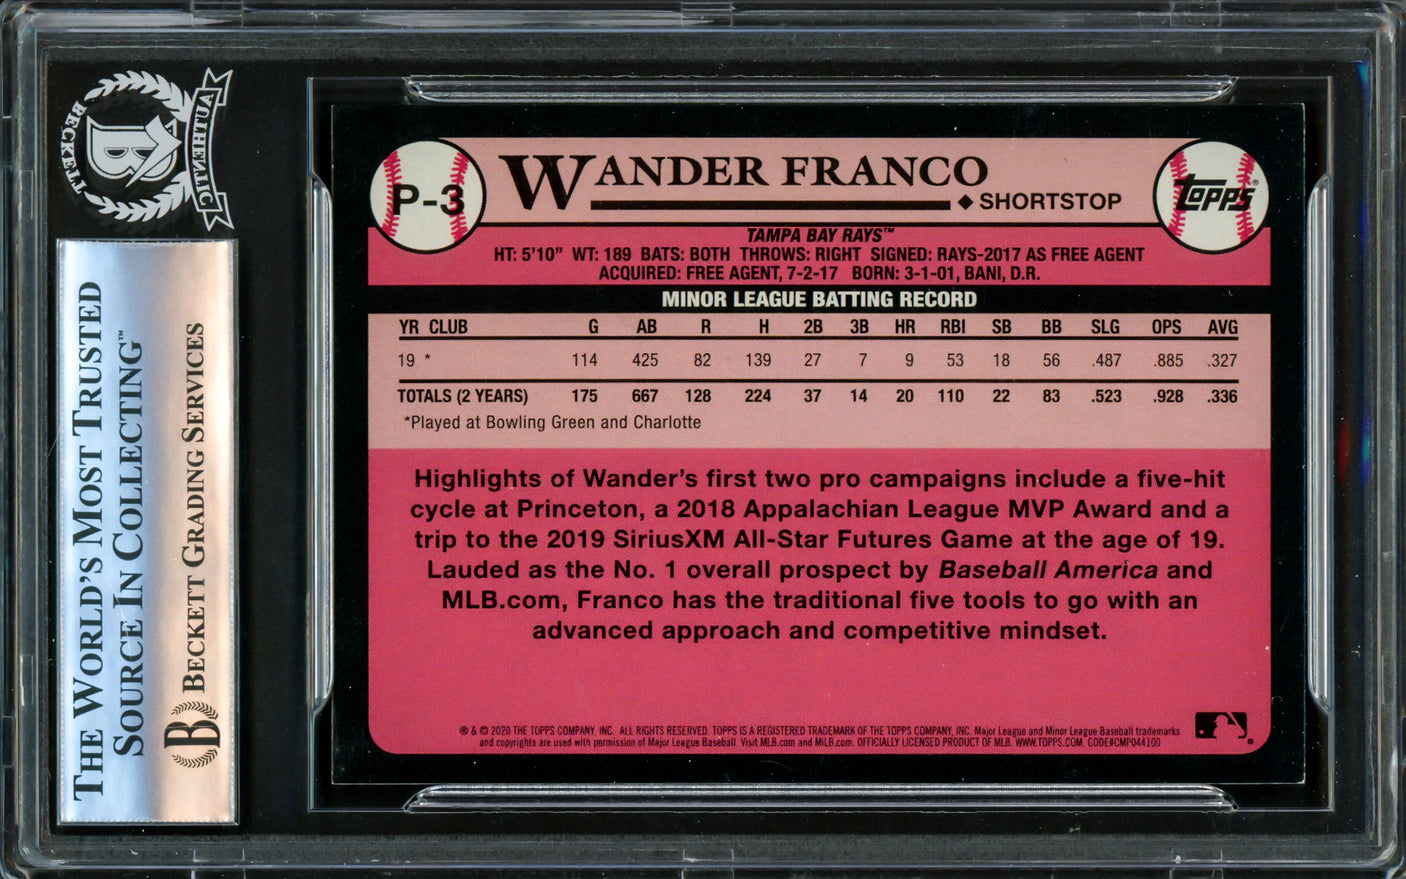 BECKETT
AUTHENTIC
B
THE WORLD'S MOST TRUSTED
SOURCE IN COLLECTING™
B BECKETT GRADING SERVICES
P-3
WANDER FRANCO
◆ SHORTSTOP
TOPPS®
TAMPA BAY RAYS™
HT: 5'10" WT: 189 BATS: BOTH THROWS: RIGHT SIGNED: RAYS-2017 AS FREE AGENT
ACQUIRED: FREE AGENT, 7-2-17 BORN: 3-1-01, BANI, D.R.
MINOR LEAGUE BATTING RECORD
YR CLUB G AB R H 2B 3B HR RBI SB BB SLG OPS AVG
19 * 114 425 82 139 27 7 9 53 18 56 .487 .885 .327
TOTALS (2 YEARS) 175 667 128 224 37 14 20 110 22 83 .523 .928 .336
*Played at Bowling Green and Charlotte
Highlights of Wander's first two pro campaigns include a five-hit
cycle at Princeton, a 2018 Appalachian League MVP Award and a
trip to the 2019 SiriusXM All-Star Futures Game at the age of 19.
Lauded as the No. 1 overall prospect by Baseball America and
MLB.com, Franco has the traditional five tools to go with an
advanced approach and competitive mindset.
® & © 2020 THE TOPPS COMPANY, INC. ALL RIGHTS RESERVED. TOPPS IS A REGISTERED TRADEMARK OF THE TOPPS COMPANY, INC. Major League and Minor League Baseball trademarks
and copyrights are used with permission of Major League Baseball. Visit MLB.com and MiLB.com. OFFICIALLY LICENSED PRODUCT OF MLB. WWW.TOPPS.COM CODE#CMP044100